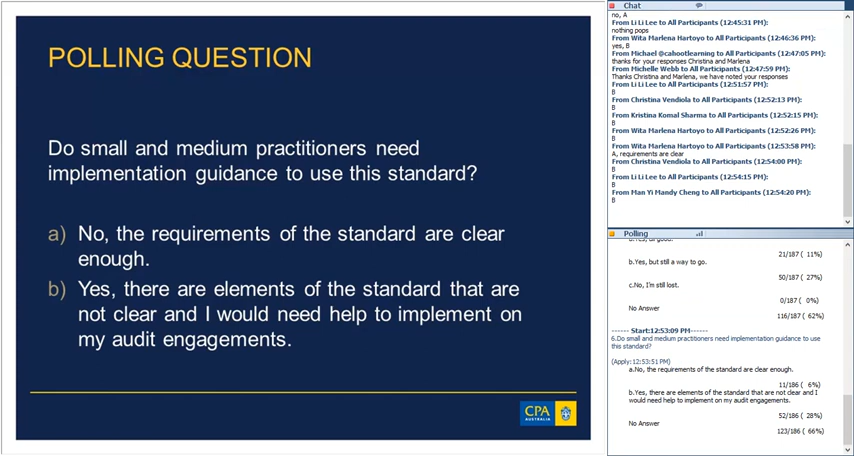 POLLING QUESTION
Do small and medium practitioners need
implementation guidance to use this standard?
a) No, the requirements of the standard are clear
enough.
b) Yes, there are elements of the standard that are
not clear and I would need help to implement on
my audit engagements.
CPA
AUSTRALIA
Chat
no, A
From Li Li Lee to All Participants (12:45:31 PM):
nothing pops
From Wita Marlena Hartoyo to All Participants (12:46:36 PM):
yes, B
From Michael @cahootlearning to All Participants (12:47:05 PM):
thanks for your responses Christina and Marlena
From Michelle Webb to All Participants (12:47:59 PM):
Thanks Christina and Marlena, we have noted your responses
From Li Li Lee to All Participants (12:51:57 PM):
B
From Christina Vendiola to All Participants (12:52:13 PM):
B
From Kristina Komal Sharma to All Participants (12:52:15 PM):
B
From Wita Marlena Hartoyo to All Participants (12:52:26 PM):
B
From Wita Marlena Hartoyo to All Participants (12:53:58 PM):
A, requirements are clear
From Christina Vendiola to All Participants (12:54:00 PM):
B
From Li Li Lee to All Participants (12:54:15 PM):
B
From Man Yi Mandy Cheng to All Participants (12:54:20 PM):
B
Polling
21/187 ( 11%)
b.Yes, but still a way to go.
50/187 ( 27%)
c.No, I'm still lost.
0/187 ( 0%)
No Answer
116/187 ( 62%)
------ Start:12:53:09 PM------
6.Do small and medium practitioners need implementation guidance to use
this standard?
(Apply:12:53:51 PM)
a.No, the requirements of the standard are clear enough.
11/186 ( 6%)
b.Yes, there are elements of the standard that are not clear and I
would need help to implement on my audit engagements.
52/186 ( 28%)
No Answer
123/186 ( 66%)